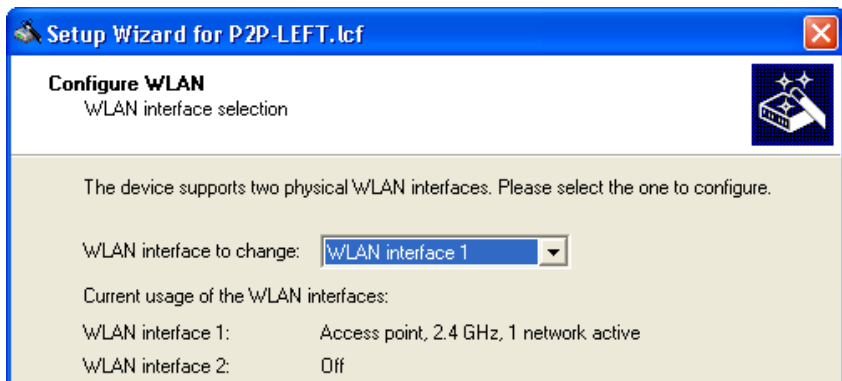 Setup Wizard for P2P-LEFT.lcf
Configure WLAN
WLAN interface selection
The device supports two physical WLAN interfaces. Please select the one to configure.
WLAN interface to change: WLAN interface 1
Current usage of the WLAN interfaces:
WLAN interface 1: Access point, 2.4 GHz, 1 network active
WLAN interface 2: Off